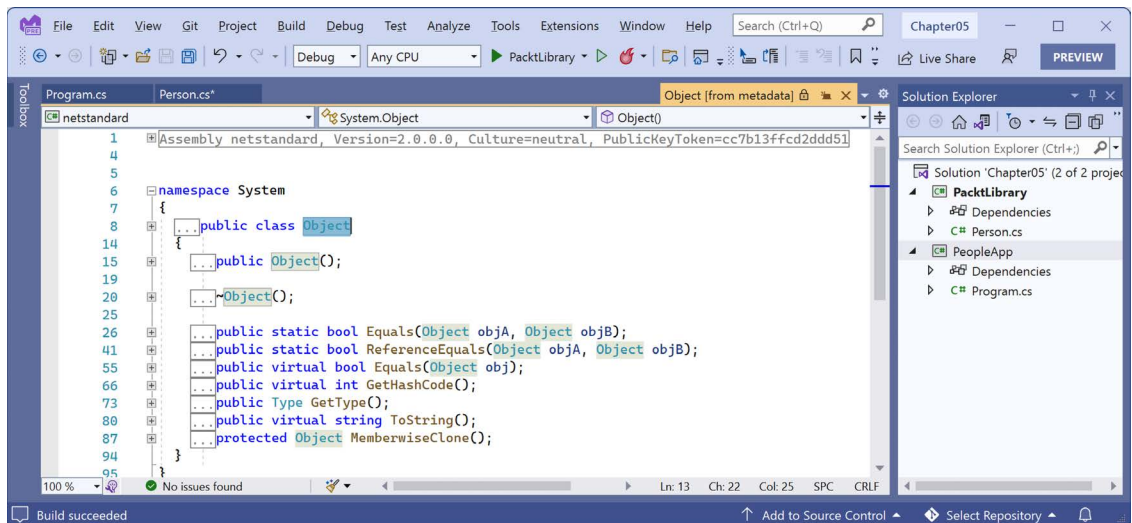 File Edit View Git Project Build Debug Test Analyze Tools Extensions Window Help Search (Ctrl+Q) Chapter05
Debug Any CPU PacktLibrary Live Share PREVIEW
Toolbox
Program.cs Person.cs* Object [from metadata]
netstandard System.Object Object()
1 Assembly netstandard, Version=2.0.0.0, Culture=neutral, PublicKeyToken=cc7b13ffcd2ddd51
4
5
6 namespace System
7 {
8 ...public class Object
14 {
15 ...public Object();
19
20 ...~Object();
25
26 ...public static bool Equals(Object objA, Object objB);
41 ...public static bool ReferenceEquals(Object objA, Object objB);
55 ...public virtual bool Equals(Object obj);
66 ...public virtual int GetHashCode();
73 ...public Type GetType();
80 ...public virtual string ToString();
87 ...protected Object MemberwiseClone();
94 }
95 }
100 % No issues found Ln: 13 Ch: 22 Col: 25 SPC CRLF
Solution Explorer
Search Solution Explorer (Ctrl+;)
Solution 'Chapter05' (2 of 2 projec
PacktLibrary
Dependencies
C# Person.cs
PeopleApp
Dependencies
C# Program.cs
Build succeeded Add to Source Control Select Repository